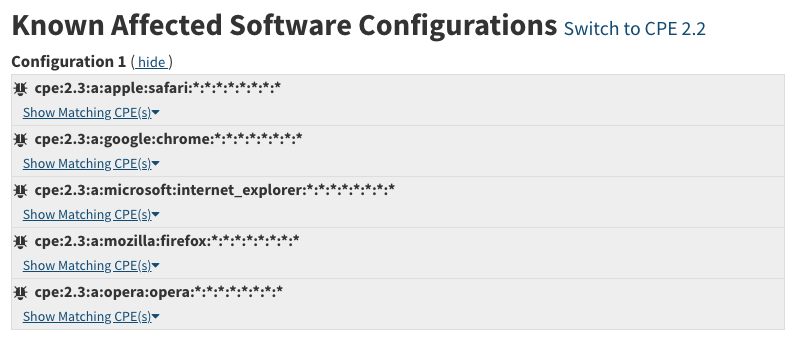 Known Affected Software Configurations Switch to CPE 2.2
Configuration 1 ( hide )
cpe:2.3:a:apple:safari:*:*:*:*:*:*:*:*
Show Matching CPE(s)
cpe:2.3:a:google:chrome:*:*:*:*:*:*:*:*
Show Matching CPE(s)
cpe:2.3:a:microsoft:internet_explorer:*:*:*:*:*:*:*:*
Show Matching CPE(s)
cpe:2.3:a:mozilla:firefox:*:*:*:*:*:*:*:*
Show Matching CPE(s)
cpe:2.3:a:opera:opera:*:*:*:*:*:*:*:*
Show Matching CPE(s)